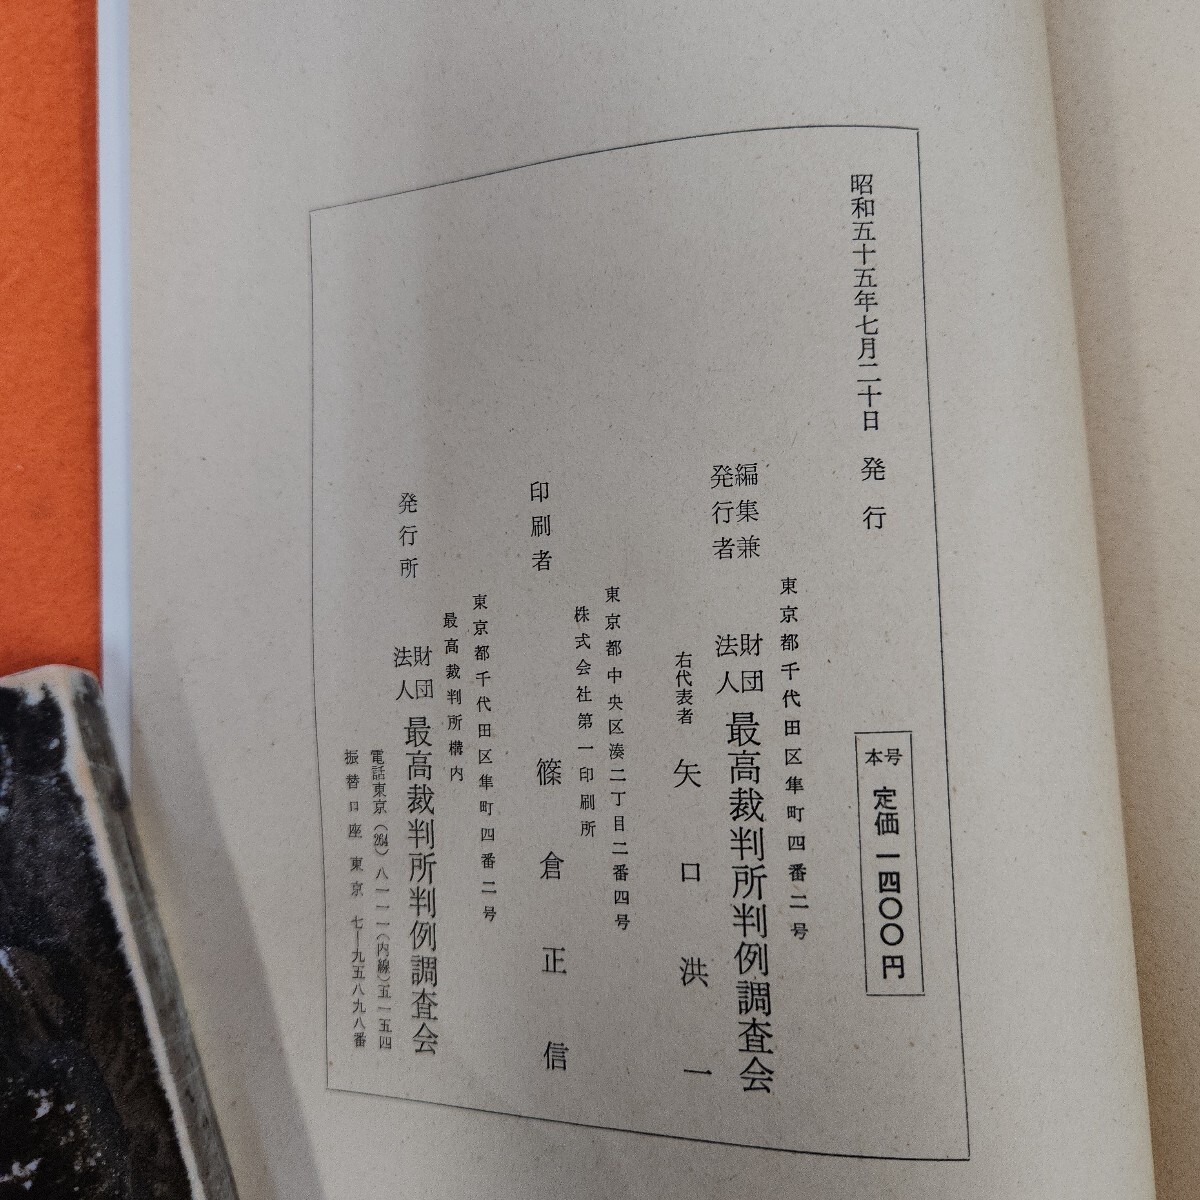 昭和五十五年七月二十日 発行
本号 定価 一四〇〇円
東京都千代田区隼町四番二号
編集兼
発行者
財団
法人
最高裁判所判例調査会
右代表者 矢口洪一
東京都中央区湊二丁目二番四号
株式会社第一印刷所
印刷者 篠倉正信
東京都千代田区隼町四番二号
最高裁判所構内
発行所
財団
法人
最高裁判所判例調査会
電話東京(264)八一一一(内線)五一五四
振替口座 東京 七―九五八九八番